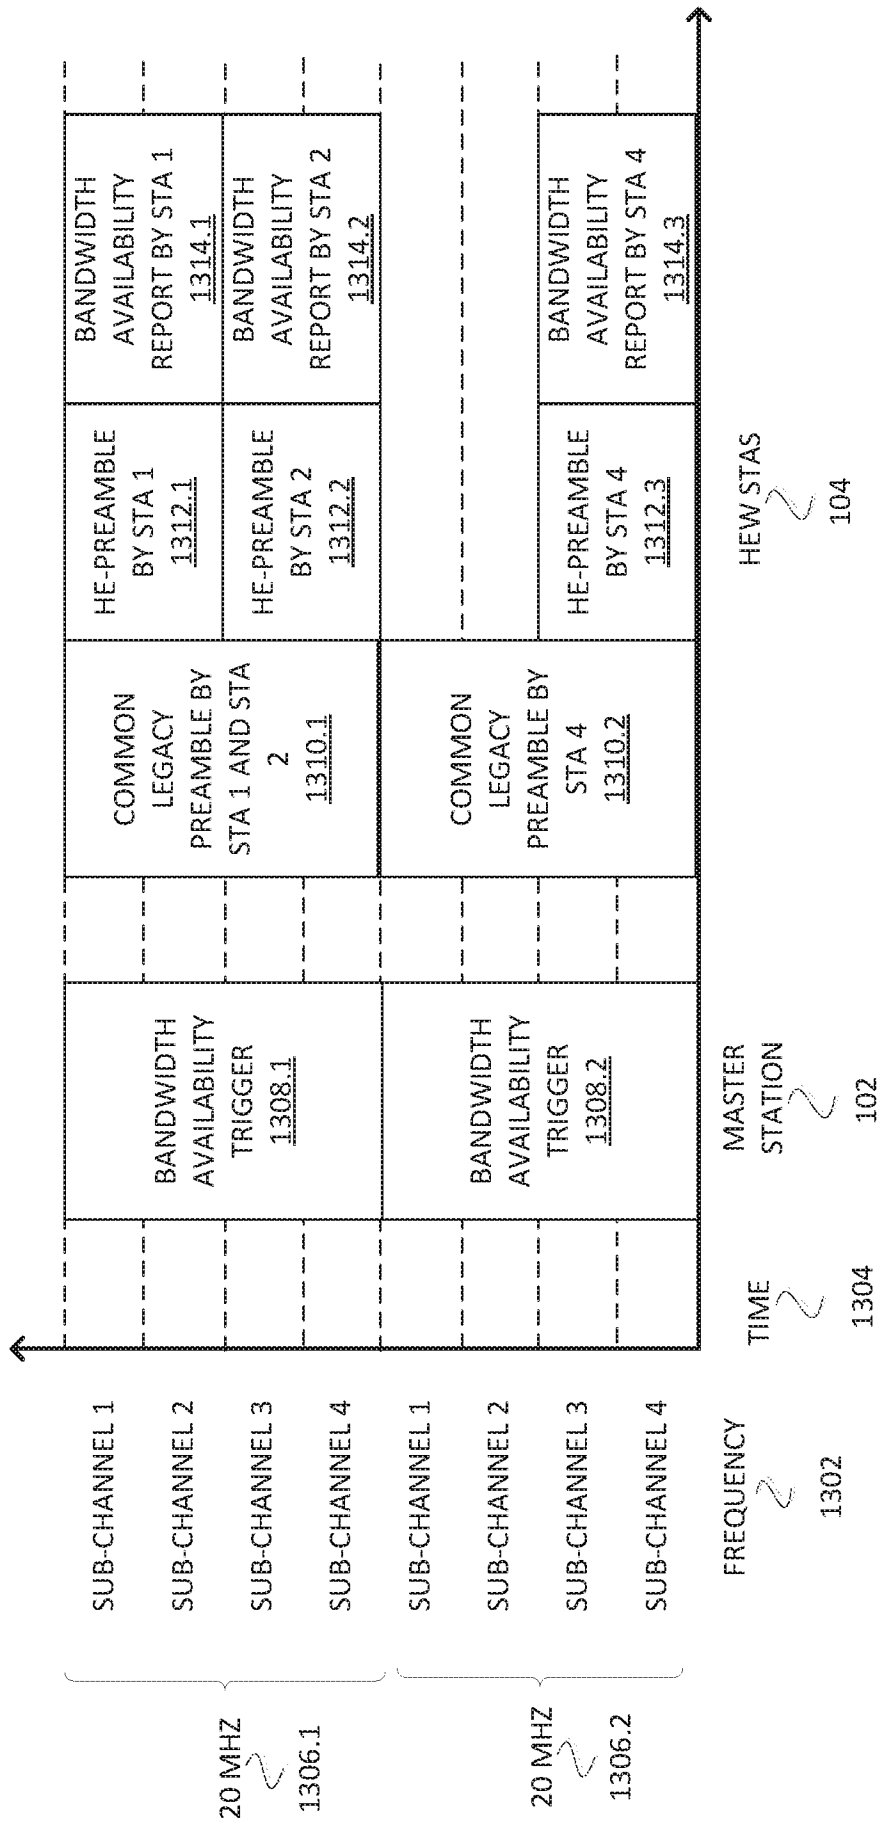 20 MHZ
1306.1
20 MHZ
1306.2
SUB-CHANNEL 1
SUB-CHANNEL 2
SUB-CHANNEL 3
SUB-CHANNEL 4
SUB-CHANNEL 1
SUB-CHANNEL 2
SUB-CHANNEL 3
SUB-CHANNEL 4
FREQUENCY
1302
TIME
1304
BANDWIDTH
AVAILABILITY
TRIGGER
1308.1
BANDWIDTH
AVAILABILITY
TRIGGER
1308.2
MASTER
STATION
102
COMMON
LEGACY
PREAMBLE BY
STA 1 AND STA
2
1310.1
COMMON
LEGACY
PREAMBLE BY
STA 4
1310.2
HE-PREAMBLE
BY STA 1
1312.1
HE-PREAMBLE
BY STA 2
1312.2
HE-PREAMBLE
BY STA 4
1312.3
BANDWIDTH
AVAILABILITY
REPORT BY STA 1
1314.1
BANDWIDTH
AVAILABILITY
REPORT BY STA 2
1314.2
BANDWIDTH
AVAILABILITY
REPORT BY STA 4
1314.3
HEW STAS
104